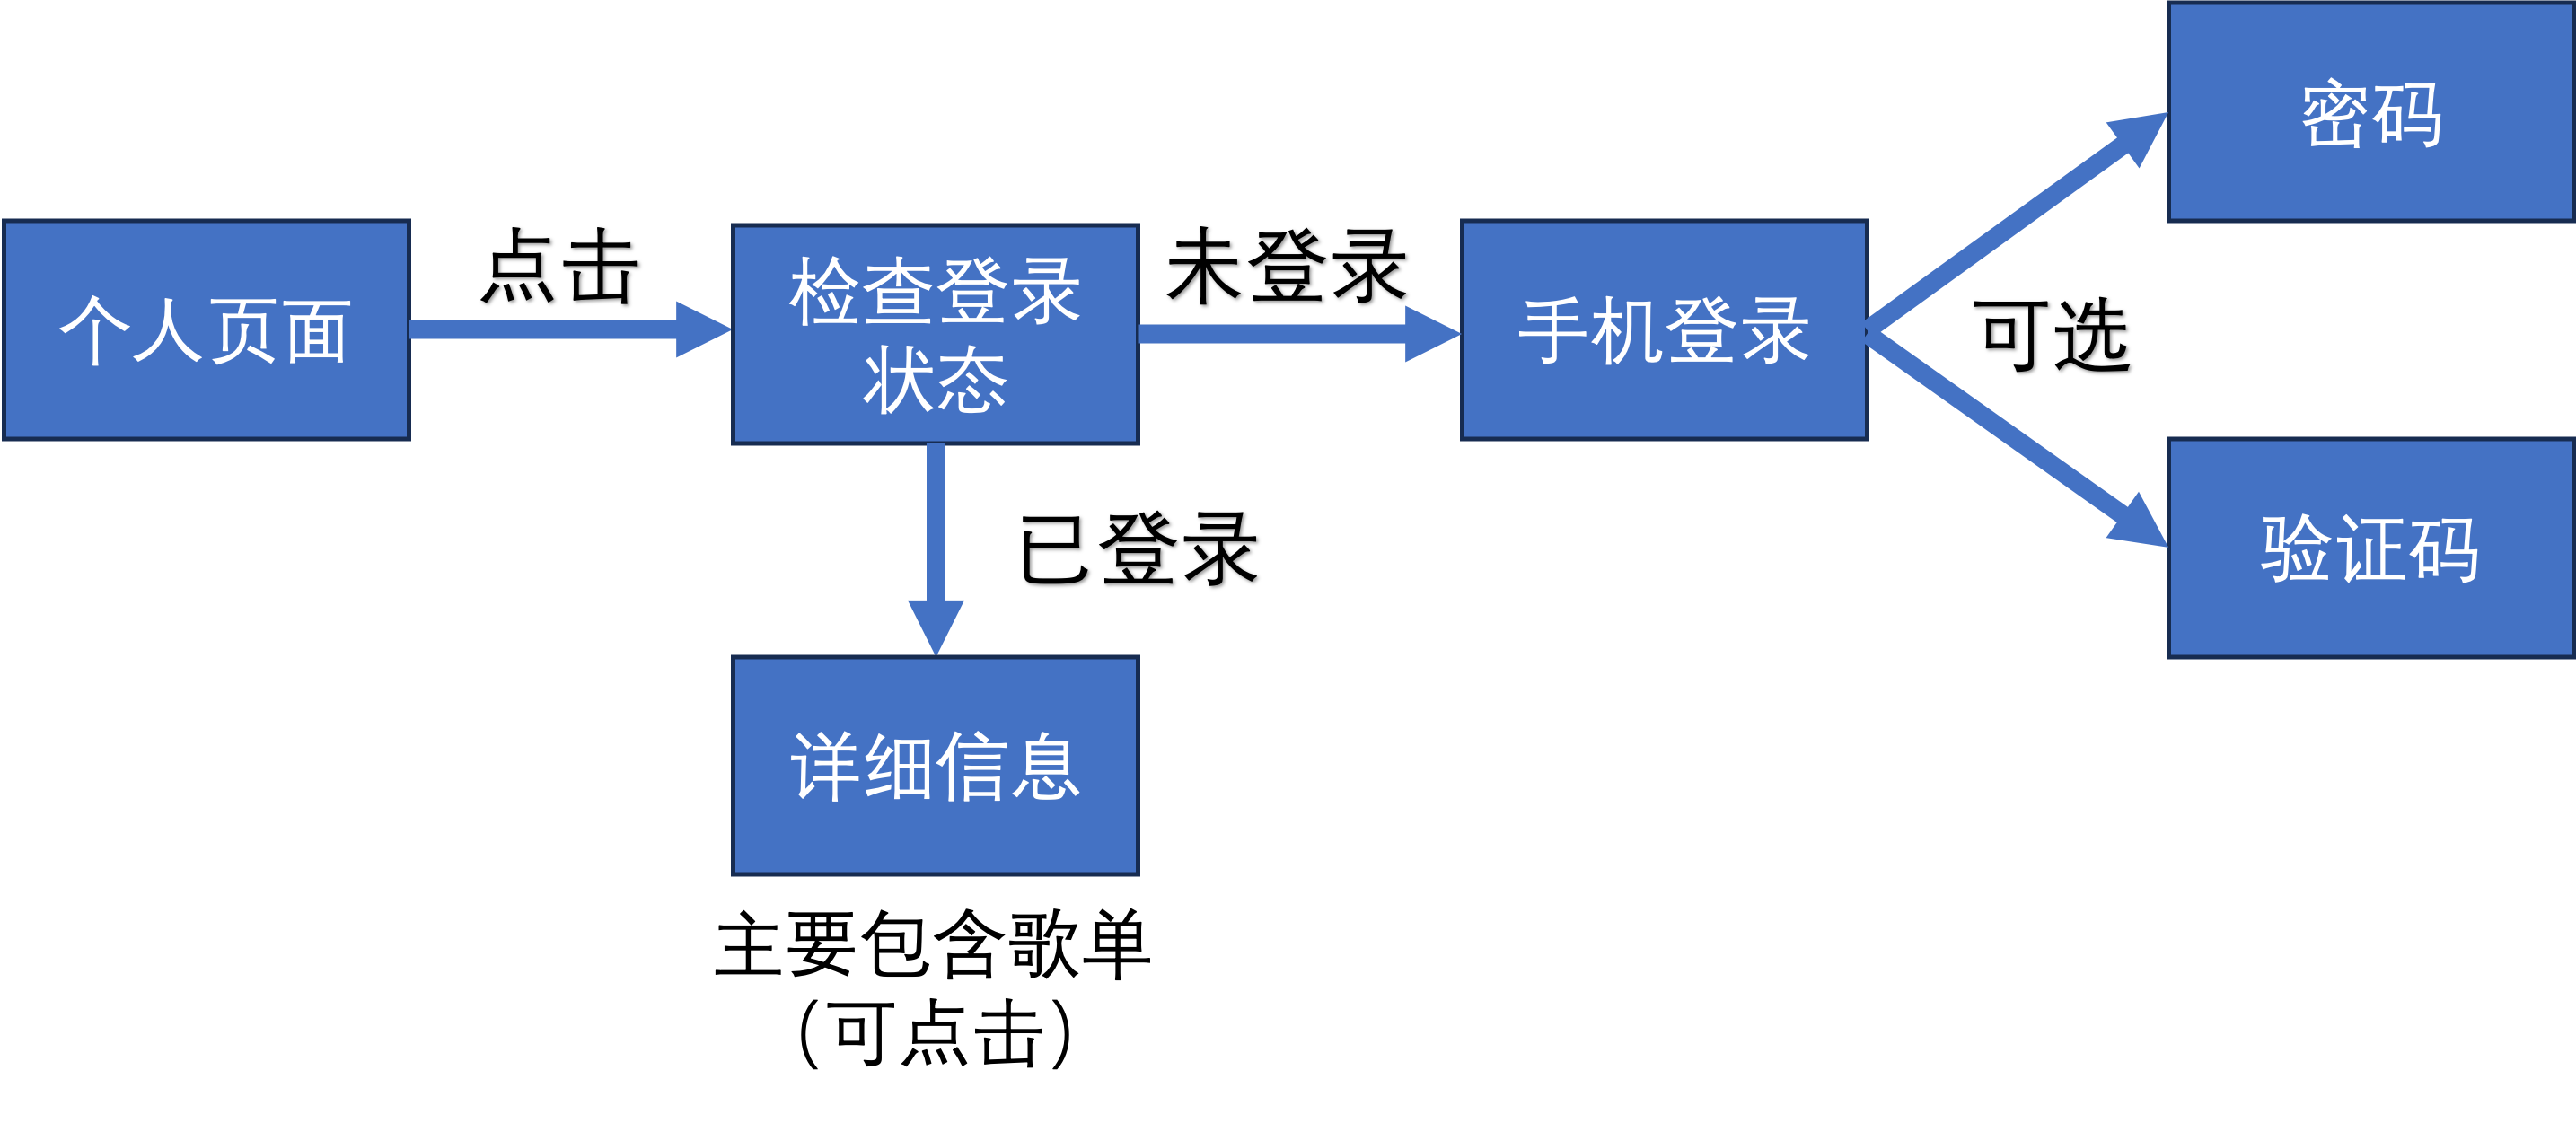 个人页面
点击
检查登录
状态
未登录
手机登录
可选
密码
验证码
已登录
详细信息
主要包含歌单
（可点击）